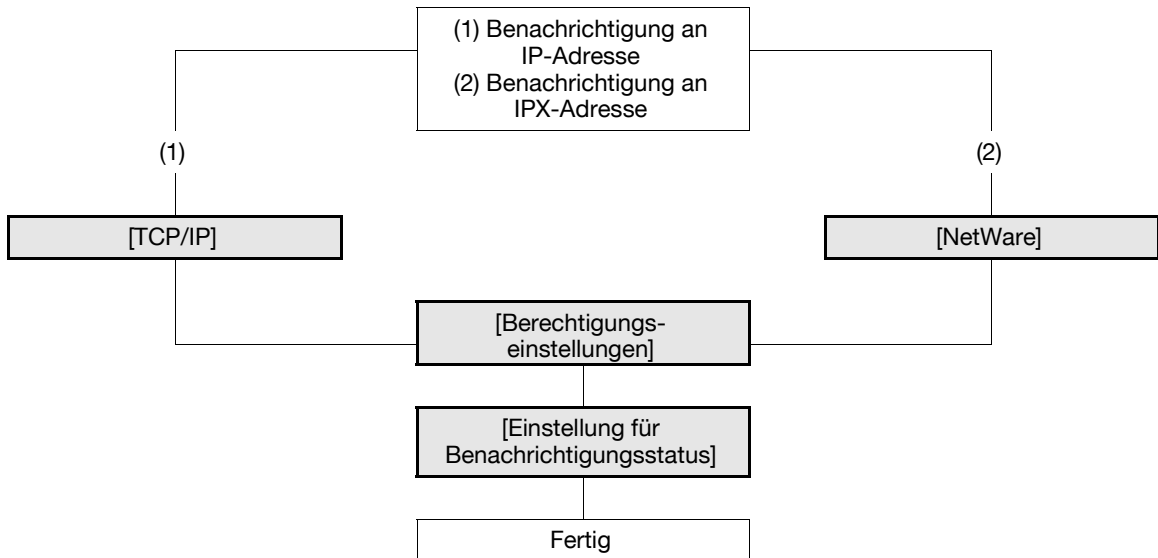 (1) Benachrichtigung an
IP-Adresse
(2) Benachrichtigung an
IPX-Adresse
(1)
(2)
[TCP/IP]
[NetWare]
[Berechtigungs-
einstellungen]
[Einstellung für
Benachrichtigungsstatus]
Fertig